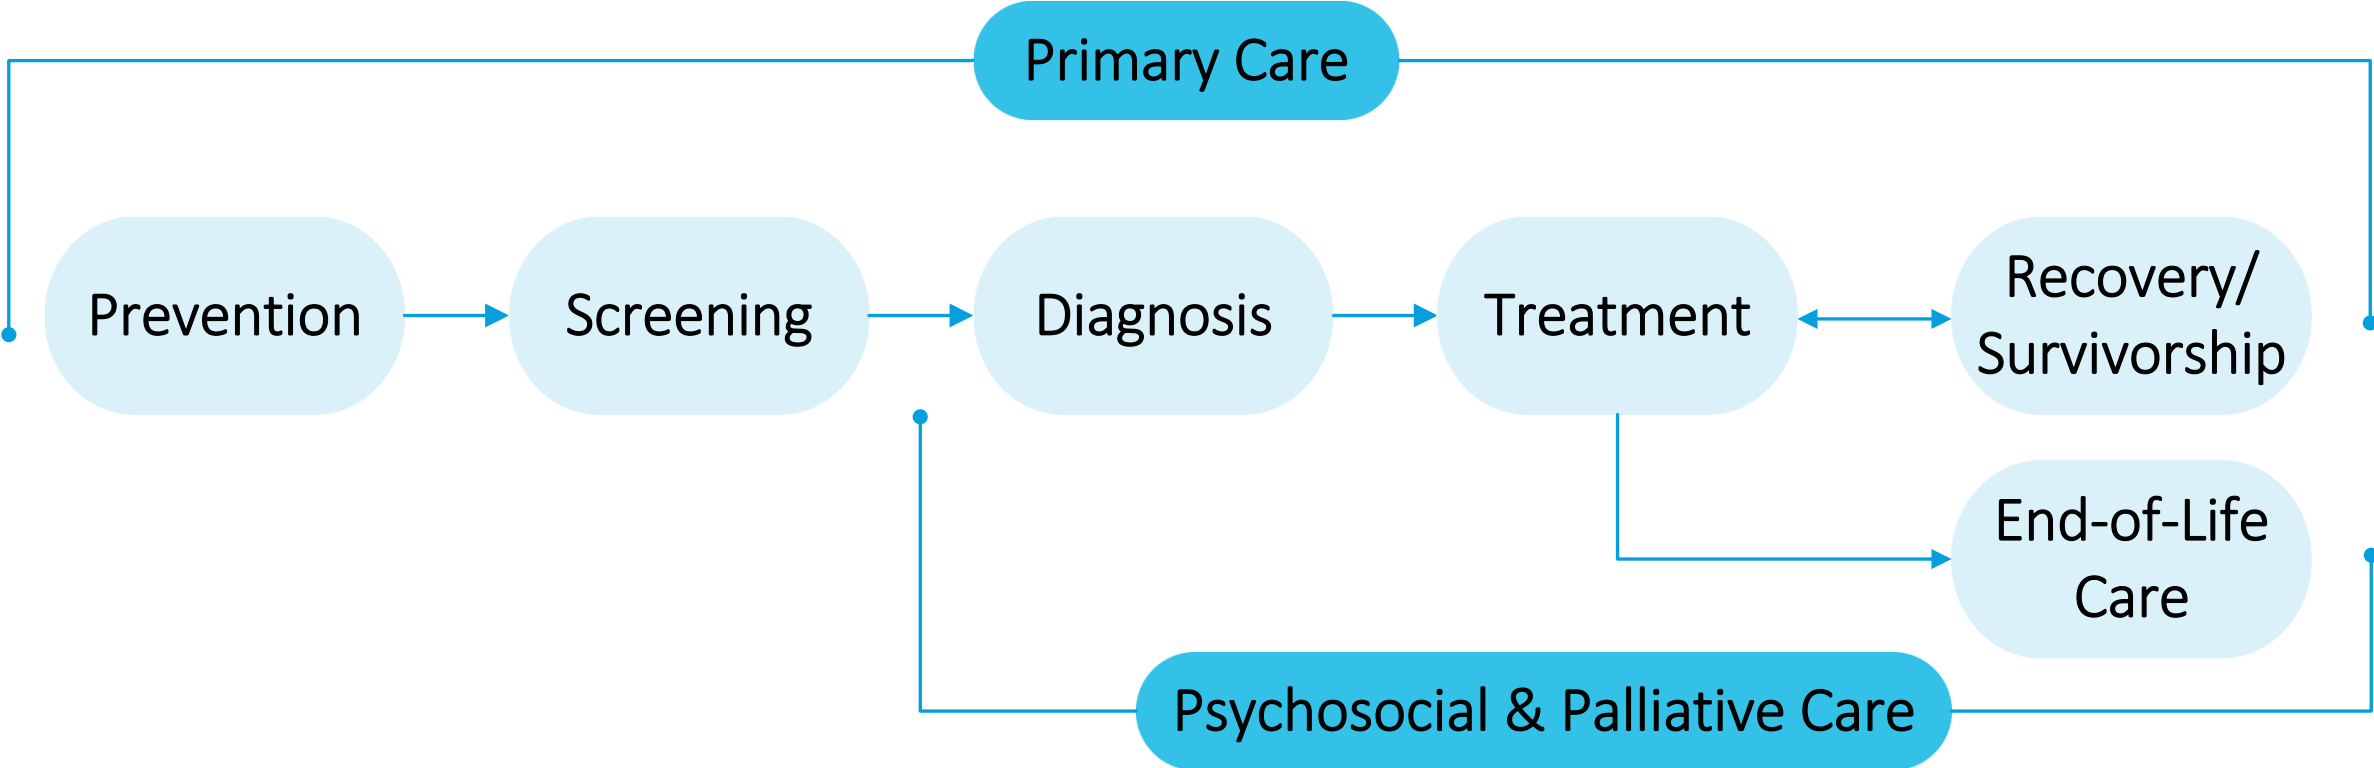 Primary Care
Prevention
Screening
Diagnosis
Treatment
Recovery/
Survivorship
End-of-Life
Care
Psychosocial & Palliative Care